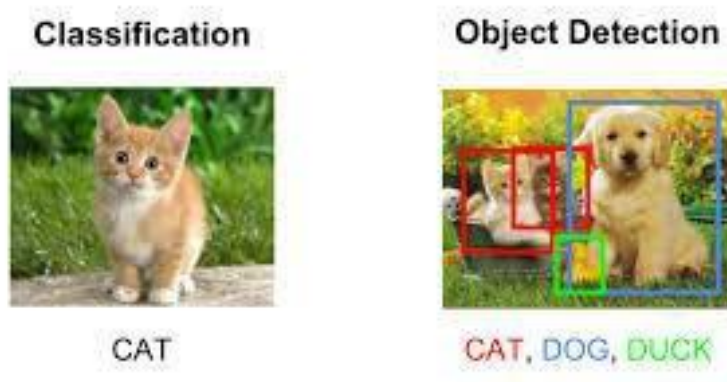 Classification
CAT
Object Detection
CAT, DOG, DUCK